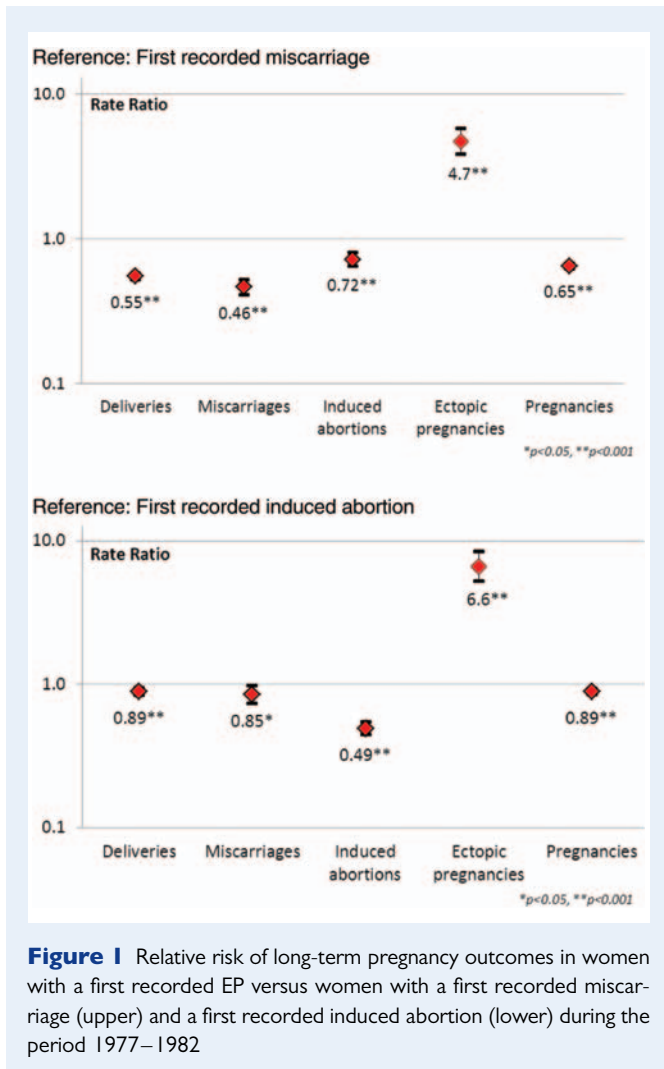 Reference: First recorded miscarriage
10.0
Rate Ratio
4.7**
1.0
0.55**
0.46**
0.72**
0.65**
0.1
Deliveries Miscarriages Induced abortions Ectopic pregnancies Pregnancies
*p<0.05, **p<0.001
Reference: First recorded induced abortion
10.0
Rate Ratio
6.6**
1.0
0.89**
0.85*
0.49**
0.89**
0.1
Deliveries Miscarriages Induced abortions Ectopic pregnancies Pregnancies
*p<0.05, **p<0.001
Figure 1 Relative risk of long-term pregnancy outcomes in women
with a first recorded EP versus women with a first recorded miscar-
riage (upper) and a first recorded induced abortion (lower) during the
period 1977–1982